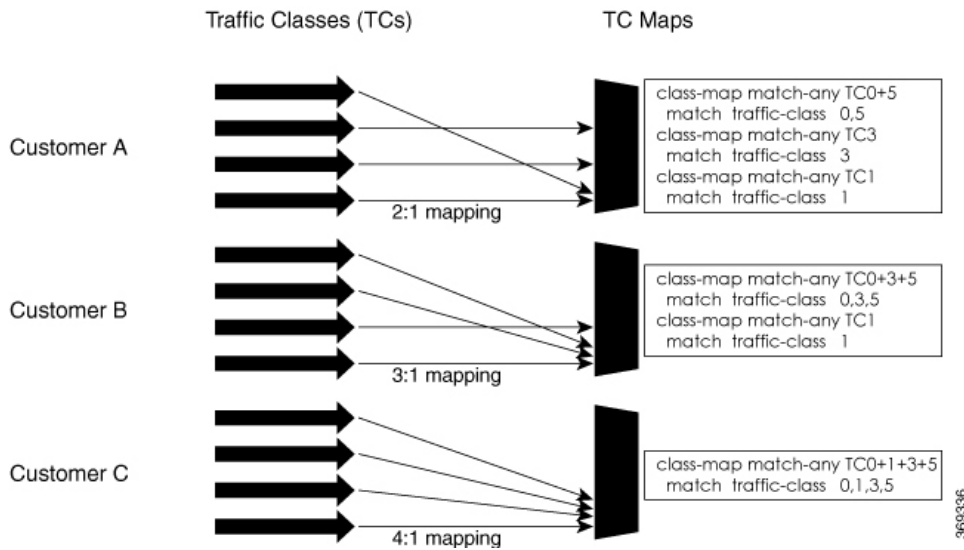 Traffic Classes (TCs)
TC Maps
Customer A
2:1 mapping
class-map match-any TC0+5
match traffic-class 0,5
class-map match-any TC3
match traffic-class 3
class-map match-any TC1
match traffic-class 1
Customer B
3:1 mapping
class-map match-any TC0+3+5
match traffic-class 0,3,5
class-map match-any TC1
match traffic-class 1
Customer C
4:1 mapping
class-map match-any TC0+1+3+5
match traffic-class 0,1,3,5
369336